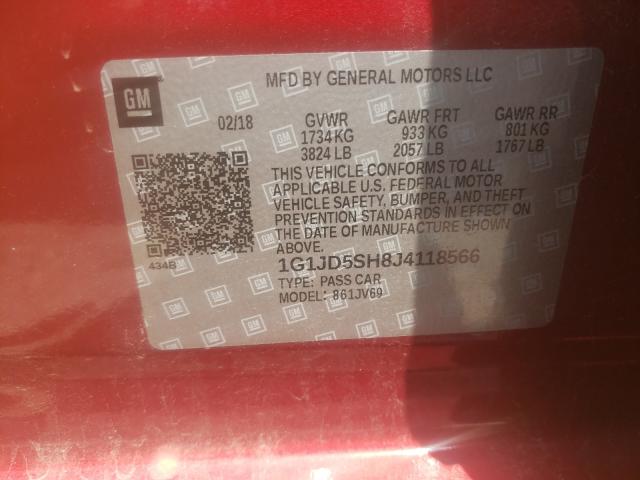 GM
MFD BY GENERAL MOTORS LLC
02/18 GVWR GAWR FRT GAWR RR
1734 KG 933 KG 801 KG
3824 LB 2057 LB 1767 LB
THIS VEHICLE CONFORMS TO ALL
APPLICABLE U.S. FEDERAL MOTOR
VEHICLE SAFETY, BUMPER, AND THEFT
PREVENTION STANDARDS IN EFFECT ON
THE DATE OF MANUFACTURE SHOWN
ABOVE.
434B
1G1JD5SH8J4118566
TYPE: PASS CAR
MODEL: 861JV69